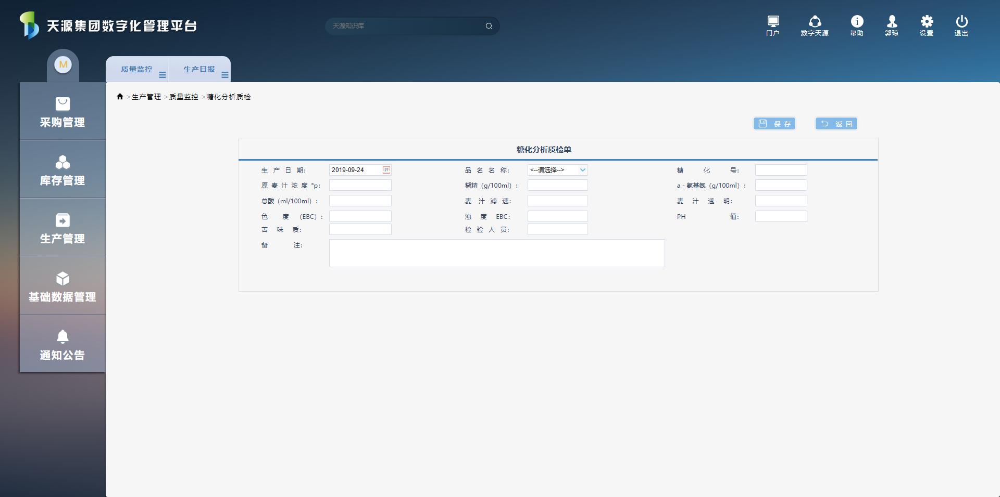 天源集团数字化管理平台
天源知识库
门户
数字天源
帮助
郭琼
设置
退出
M
质量监控
生产日报
>生产管理 >质量监控 >糖化分析质检
采购管理
库存管理
生产管理
基础数据管理
通知公告
保 存
返 回
糖化分析质检单
生 产 日 期: 2019-09-24 27 品 名 名 称: <--请选择--> 糖 化 号:
原 麦 汁 浓 度 °p: 糊精（g/100ml）: a - 氨基氮（g/100ml）:
总酸（ml/100ml）: 麦 汁 滤 速: 麦 汁 透 明:
色 度 （EBC）: 浊 度 EBC: PH 值:
苦 味 质: 检 验 人 员:
备 注: